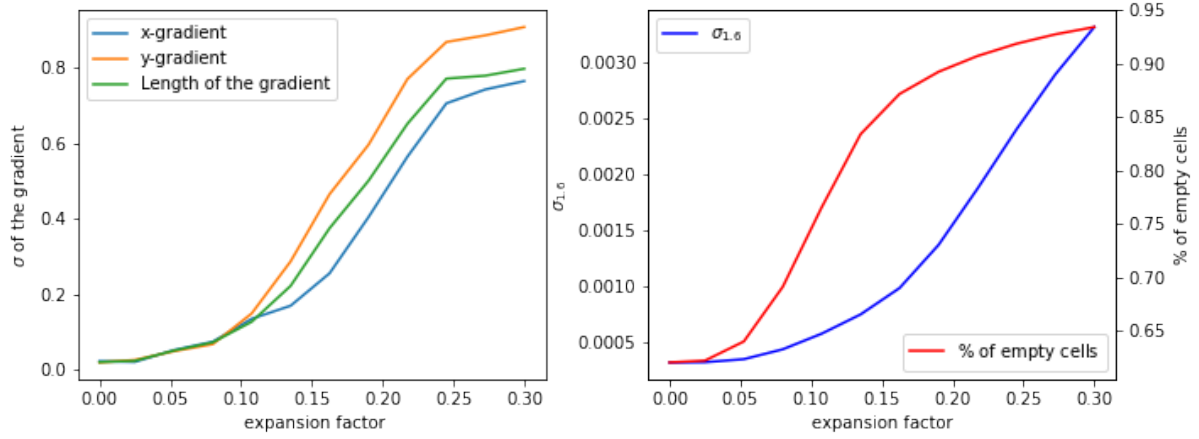 x-gradient
y-gradient
Length of the gradient
0.8
0.6
0.4
0.2
0.0
σ of the gradient
0.00 0.05 0.10 0.15 0.20 0.25 0.30
expansion factor
σ1.6
0.0030
0.0025
0.0020
0.0015
0.0010
0.0005
σ1.6
% of empty cells
0.95
0.90
0.85
0.80
0.75
0.70
0.65
% of empty cells
0.00 0.05 0.10 0.15 0.20 0.25 0.30
expansion factor